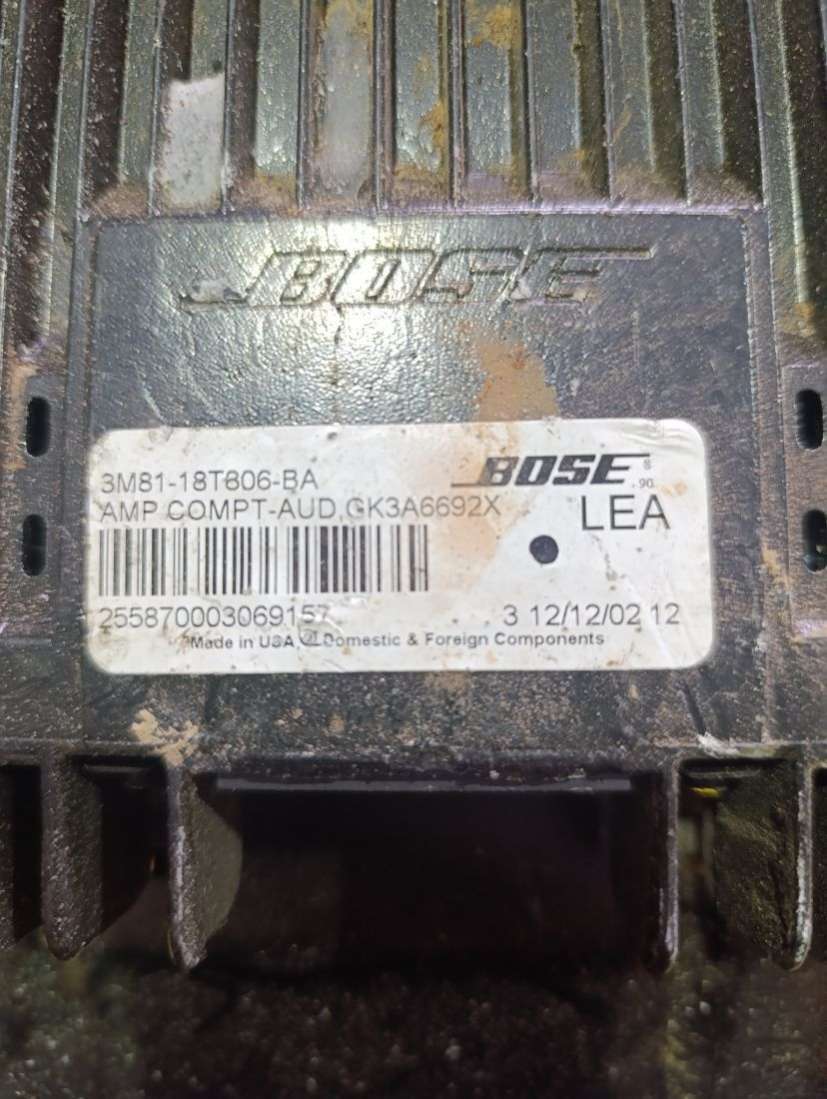 BOSE
3M81-18T806-BA
BOSE
AMP COMPT-AUD,GK3A6692X
LEA
255870003069157
3 12/12/02 12
Made in USA Domestic & Foreign Components